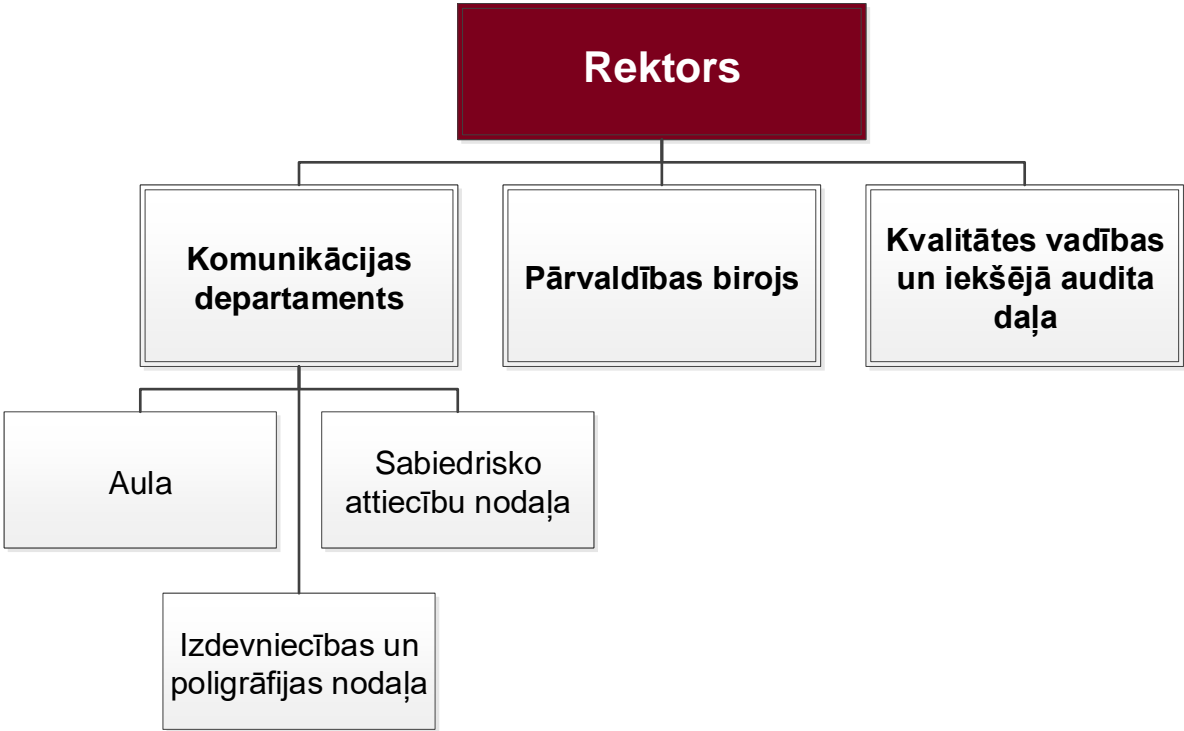 Rektors
Komunikācijas
departaments
Pārvaldības birojs
Kvalitātes vadības
un iekšējā audita
daļa
Aula
Sabiedrisko
attiecību nodaļa
Izdevniecības un
poligrāfijas nodaļa